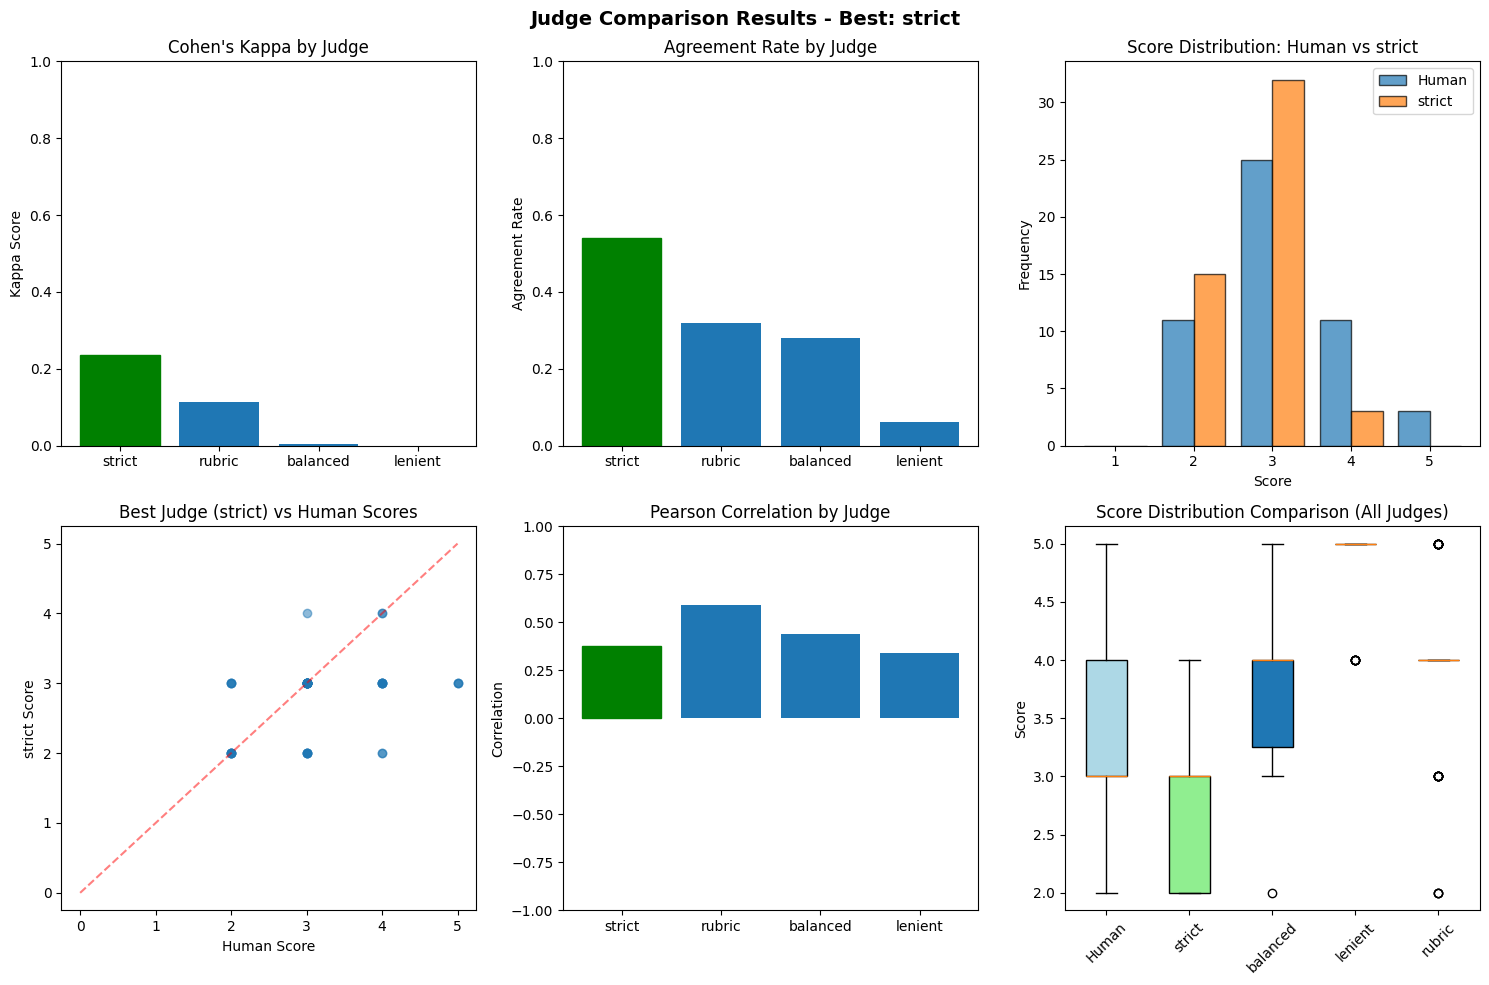 Judge Comparison Results - Best: strict
Cohen's Kappa by Judge
Kappa Score
1.0
0.8
0.6
0.4
0.2
0.0
strict rubric balanced lenient
Agreement Rate by Judge
Agreement Rate
1.0
0.8
0.6
0.4
0.2
0.0
strict rubric balanced lenient
Score Distribution: Human vs strict
Human
strict
Frequency
30
25
20
15
10
5
0
1 2 3 4 5
Score
Best Judge (strict) vs Human Scores
strict Score
5
4
3
2
1
0
0 1 2 3 4 5
Human Score
Pearson Correlation by Judge
Correlation
1.00
0.75
0.50
0.25
0.00
−0.25
−0.50
−0.75
−1.00
strict rubric balanced lenient
Score Distribution Comparison (All Judges)
Score
5.0
4.5
4.0
3.5
3.0
2.5
2.0
Human strict balanced lenient rubric